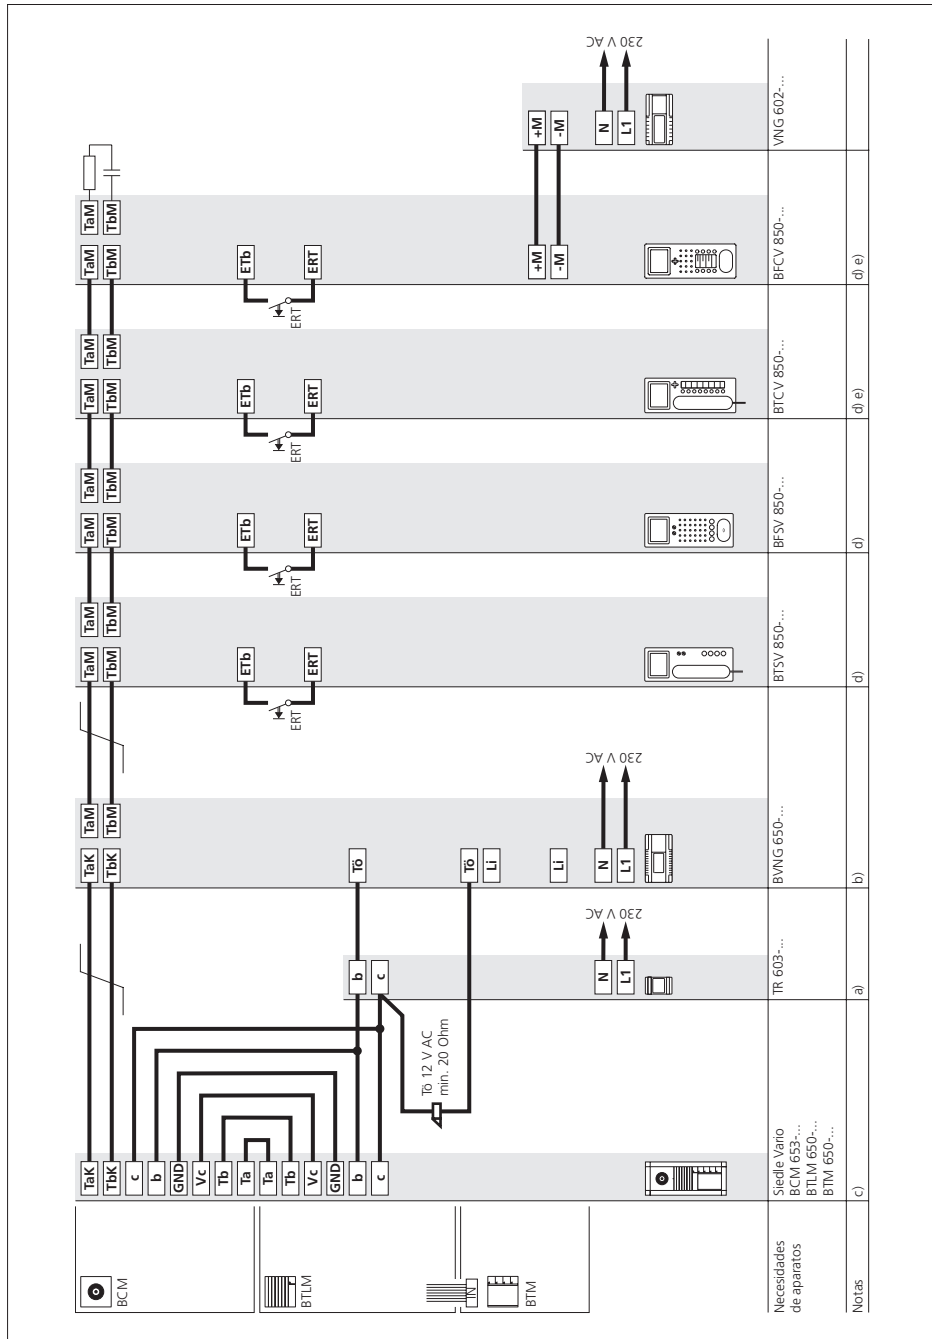 BCM
BTLM
IN
BTM
Necesidades
de aparatos
Notas
TaK
TbK
c
b
GND
Vc
Tb
Ta
Ta
Tb
Vc
GND
b
c
Siedle Vario
BCM 653-...
BTLM 650-...
BTM 650-...
c)
Tö 12 V AC
min. 20 Ohm
b
c
N
L1
230 V AC
TR 603-...
a)
TaK
TaM
TbK
TbM
Tö
Tö
Li
Li
N
L1
230 V AC
BVNG 650-...
b)
TaM
TaM
TbM
TbM
ETb
ERT
ERT
BTSV 850-...
d)
TaM
TaM
TbM
TbM
ETb
ERT
ERT
BFSV 850-...
d)
TaM
TaM
TbM
TbM
ETb
ERT
ERT
BTCV 850-...
d) e)
TaM
TaM
TbM
TbM
ETb
ERT
ERT
+M
-M
BFCV 850-...
d) e)
+M
-M
N
L1
230 V AC
VNG 602-...